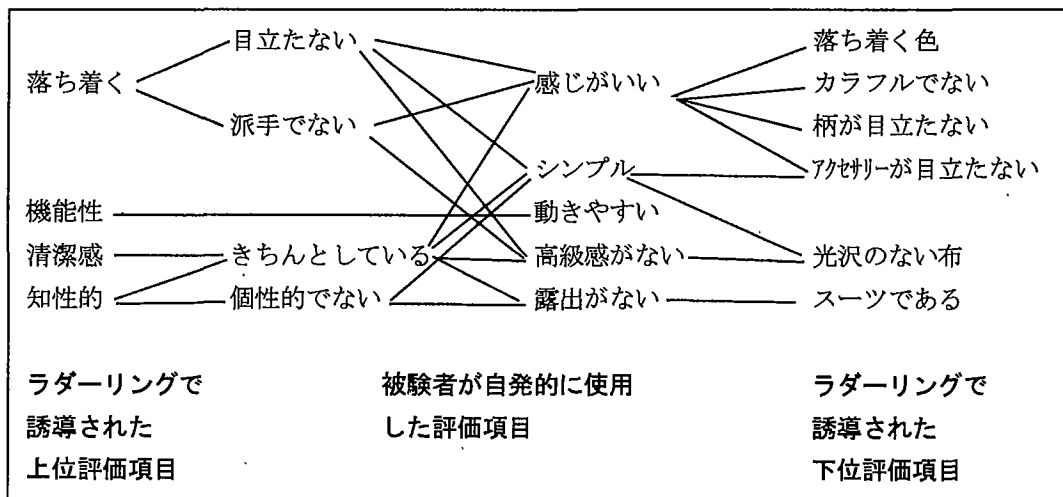 落ち着く
機能性
清潔感
知性的
目立たない
派手でない
きちんとしている
個性的でない
感じがいい
シンプル
動きやすい
高級感がない
露出がない
落ち着く色
カラフルでない
柄が目立たない
アクセサリーが目立たない
光沢のない布
スーツである
ラダーリングで
誘導された
上位評価項目
被験者が自発的に使用
した評価項目
ラダーリングで
誘導された
下位評価項目